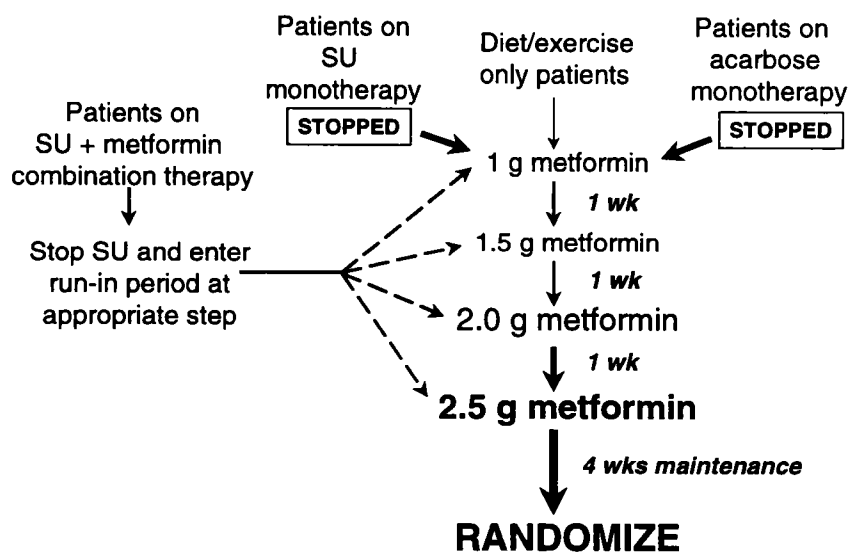 Patients on
SU
monotherapy
STOPPED
Diet/exercise
only patients
Patients on
acarbose
monotherapy
STOPPED
Patients on
SU + metformin
combination therapy
Stop SU and enter
run-in period at
appropriate step
1 g metformin
1 wk
1.5 g metformin
1 wk
2.0 g metformin
1 wk
2.5 g metformin
4 wks maintenance
RANDOMIZE